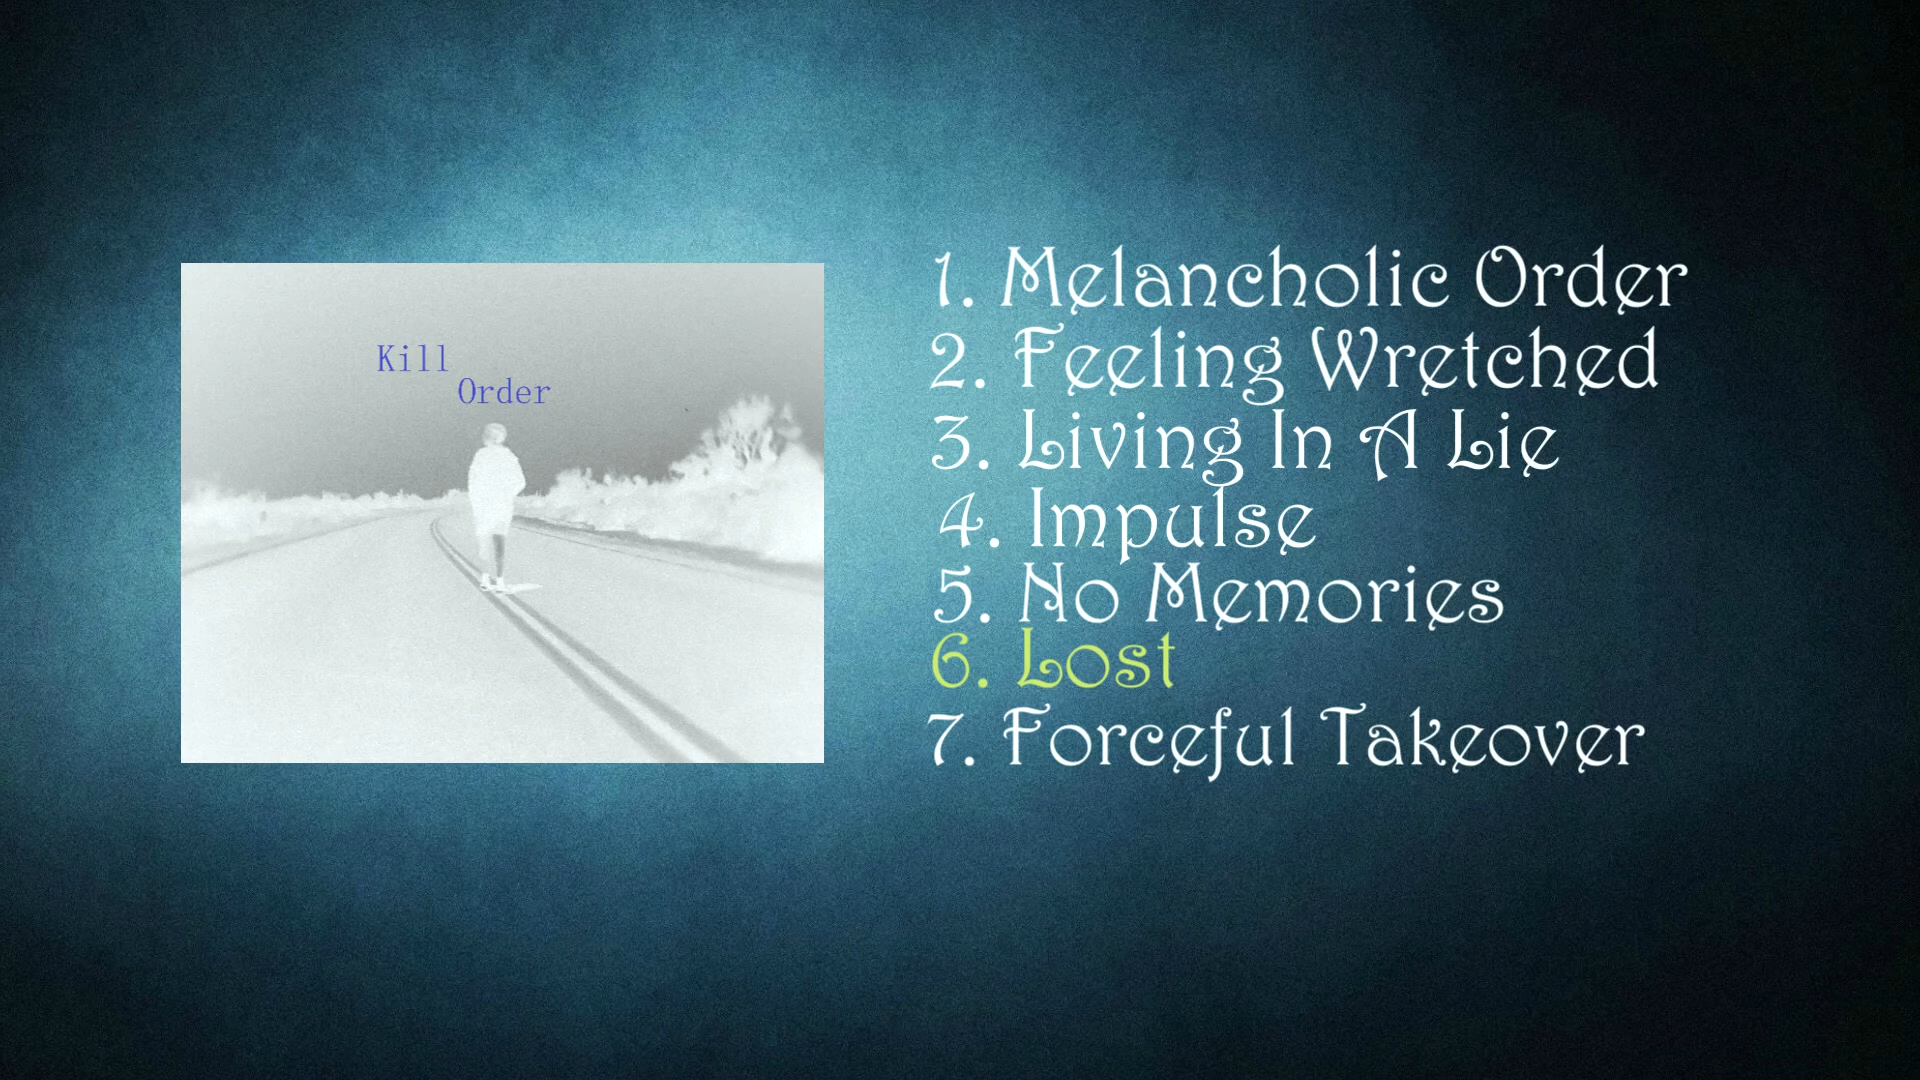 Kill
Order
1. Melancholic Order
2. Feeling Wretched
3. Living In A Lie
4. Impulse
5. No Memories
6. Lost
7. Forceful Takeover